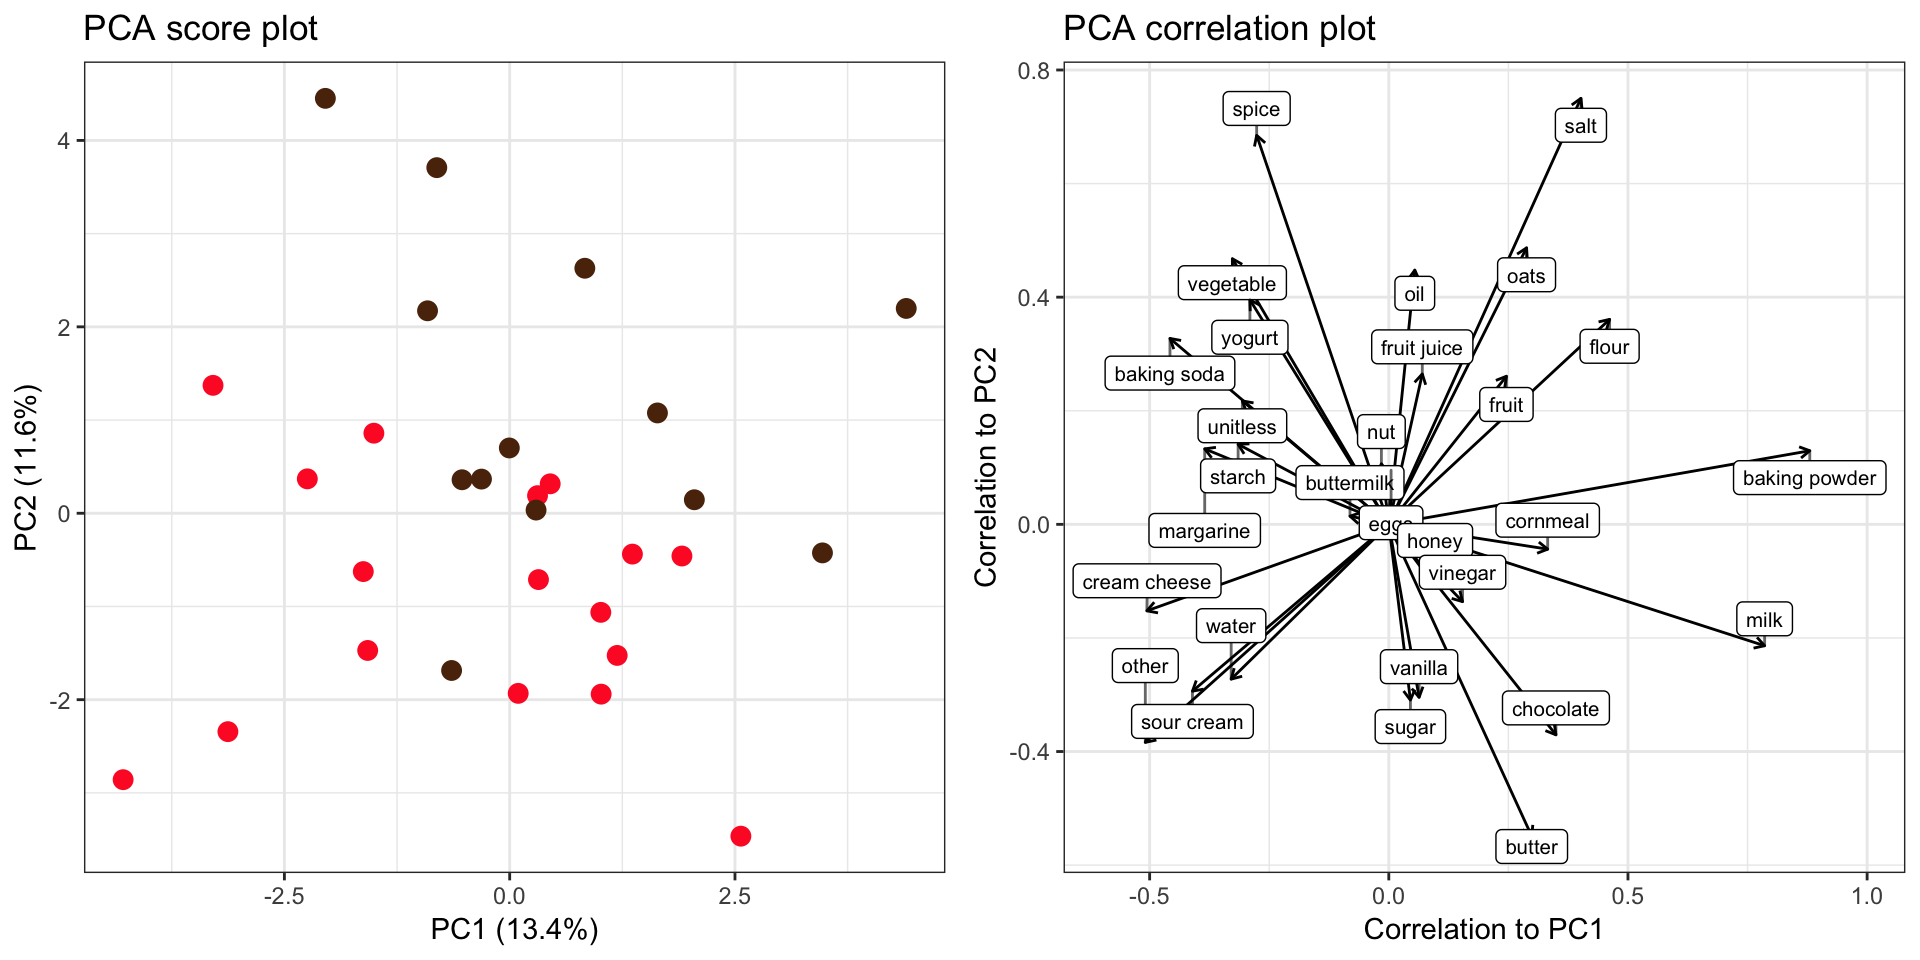 PCA score plot
4
2
0
-2
-2.5
0.0
2.5
PC1 (13.4%)
PC2 (11.6%)
PCA correlation plot
0.8
0.4
0.0
-0.4
-0.5
0.0
0.5
1.0
Correlation to PC1
Correlation to PC2
spice
salt
vegetable
oats
oil
yogurt
fruit juice
flour
baking soda
fruit
unitless
nut
starch
buttermilk
baking powder
margarine
eggs
cornmeal
honey
cream cheese
vinegar
water
milk
other
vanilla
sour cream
sugar
chocolate
butter